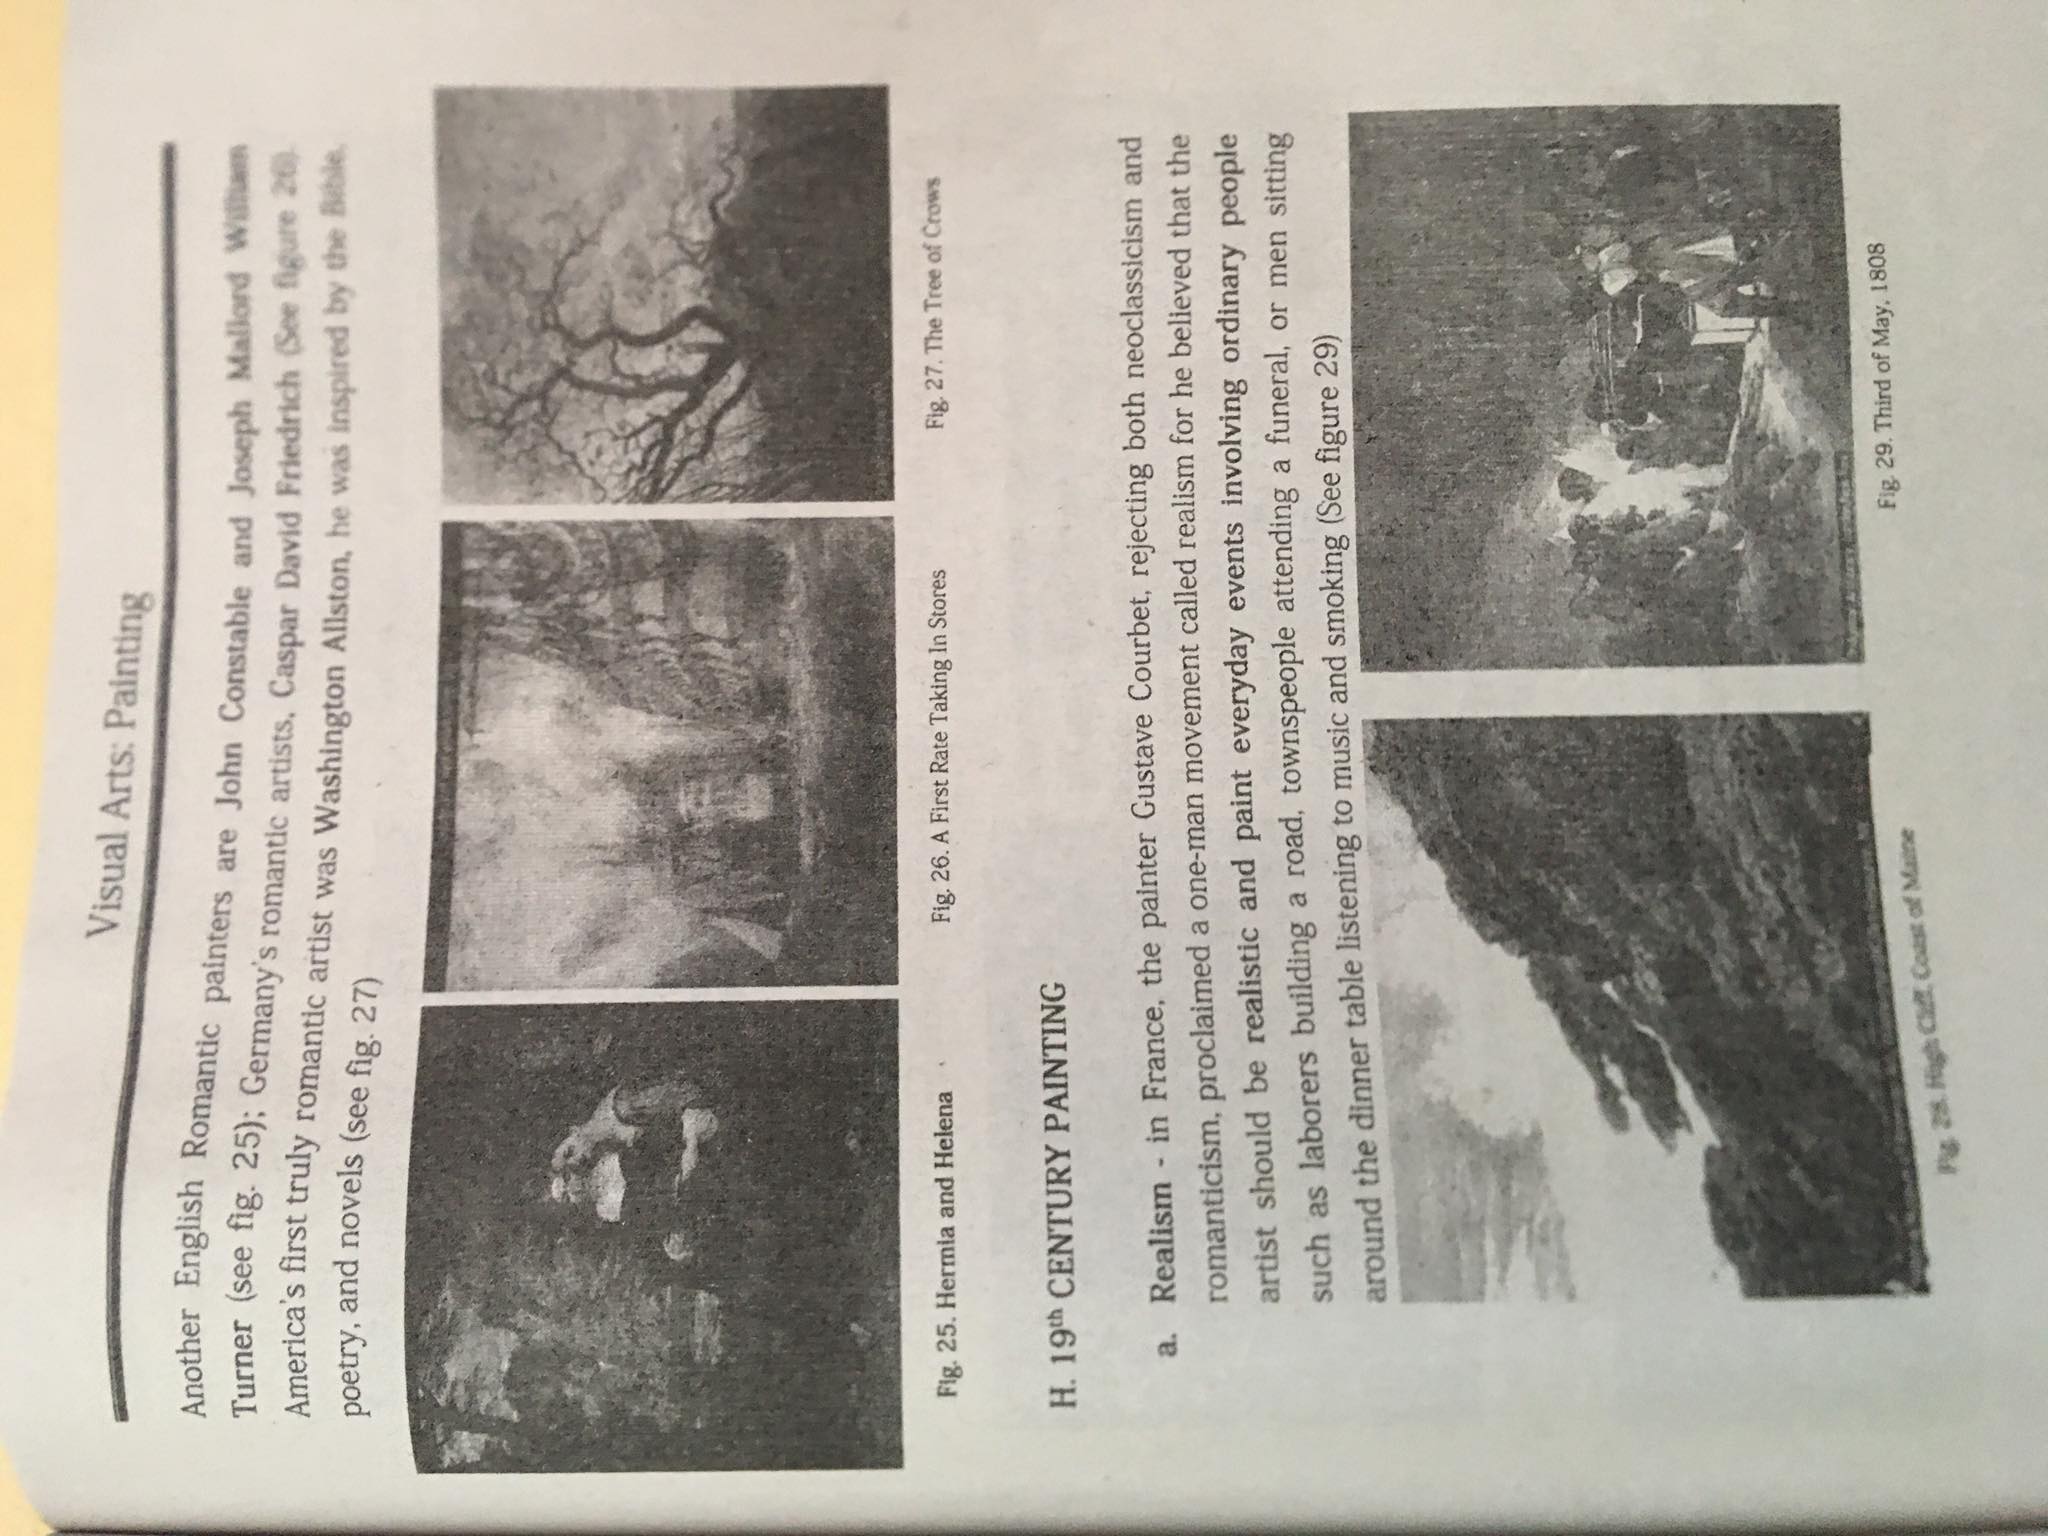 Visual Arts: Painting
Another English Romantic painters are John Constable and Joseph Mallord William
Turner (see fig. 25); Germany's romantic artists, Caspar David Friedrich (See figure 26).
America's first truly romantic artist was Washington Allston, he was inspired by the Bible,
poetry, and novels (see fig. 27)
Fig. 25. Hermia and Helena
Fig. 26. A First Rate Taking In Stores
Fig. 27. The Tree of Crows
H. 19th CENTURY PAINTING
a. Realism - in France, the painter Gustave Courbet, rejecting both neoclassicism and
romanticism, proclaimed a one-man movement called realism for he believed that the
artist should be realistic and paint everyday events involving ordinary people
such as laborers building a road, townspeople attending a funeral, or men sitting
around the dinner table listening to music and smoking (See figure 29)
Fig. 28. High Cliff, Coast of Maine
Fig. 29. Third of May, 1808